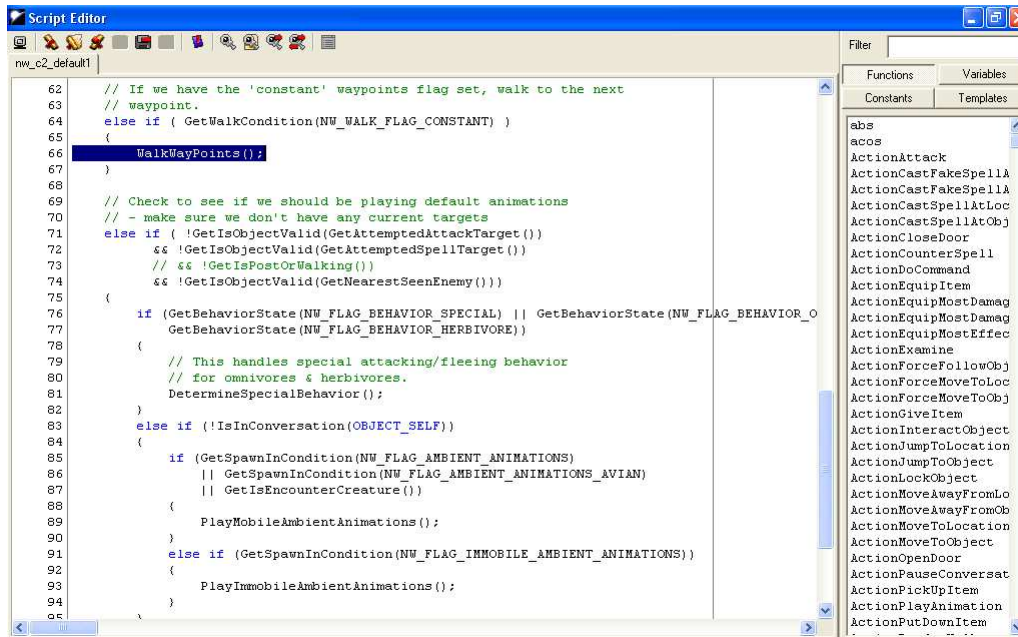 Script Editor
nw_c2_default1
62 // If we have the 'constant' waypoints flag set, walk to the next
63 // waypoint.
64 else if ( GetWalkCondition(NW_WALK_FLAG_CONSTANT) )
65 {
66 WalkWayPoints();
67 }
68
69 // Check to see if we should be playing default animations
70 // - make sure we don't have any current targets
71 else if ( !GetIsObjectValid(GetAttemptedAttackTarget())
72 && !GetIsObjectValid(GetAttemptedSpellTarget())
73 // && !GetIsPostOrWalking())
74 && !GetIsObjectValid(GetNearestSeenEnemy()))
75 {
76 if (GetBehaviorState(NW_FLAG_BEHAVIOR_SPECIAL) || GetBehaviorState(NW_FLAG_BEHAVIOR_O
77 GetBehaviorState(NW_FLAG_BEHAVIOR_HERBIVORE))
78 {
79 // This handles special attacking/fleeing behavior
80 // for omnivores & herbivores.
81 DetermineSpecialBehavior();
82 }
83 else if (!IsInConversation(OBJECT_SELF))
84 {
85 if (GetSpawnInCondition(NW_FLAG_AMBIENT_ANIMATIONS)
86 || GetSpawnInCondition(NW_FLAG_AMBIENT_ANIMATIONS_AVIAN)
87 || GetIsEncounterCreature())
88 {
89 PlayMobileAmbientAnimations();
90 }
91 else if (GetSpawnInCondition(NW_FLAG_IMMOBILE_AMBIENT_ANIMATIONS))
92 {
93 PlayImmobileAmbientAnimations();
94 }
95 }
Filter
Functions Variables
Constants Templates
abs
acos
ActionAttack
ActionCastFakeSpellA
ActionCastFakeSpellA
ActionCastSpellAtLoc
ActionCastSpellAtObj
ActionCloseDoor
ActionCounterSpell
ActionDoCommand
ActionEquipItem
ActionEquipMostDamag
ActionEquipMostDamag
ActionEquipMostEffec
ActionExamine
ActionForceFollowObj
ActionForceMoveToLoc
ActionForceMoveToObj
ActionGiveItem
ActionInteractObject
ActionJumpToLocation
ActionJumpToObject
ActionLockObject
ActionMoveAwayFromLo
ActionMoveAwayFromOb
ActionMoveToLocation
ActionMoveToObject
ActionOpenDoor
ActionPauseConversat
ActionPickUpItem
ActionPlayAnimation
ActionPutDownItem